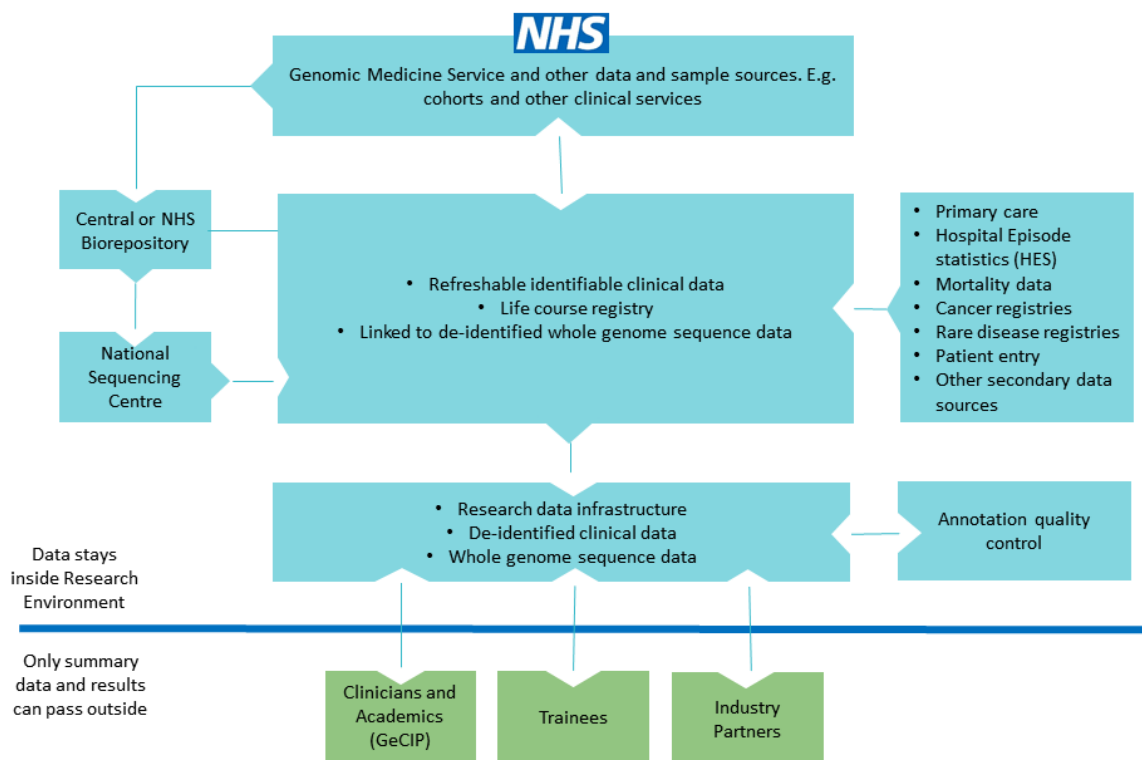 NHS
Genomic Medicine Service and other data and sample sources. E.g.
cohorts and other clinical services
Central or NHS
Biorepository
• Refreshable identifiable clinical data
• Life course registry
• Linked to de-identified whole genome sequence data
• Primary care
• Hospital Episode
statistics (HES)
• Mortality data
• Cancer registries
• Rare disease registries
• Patient entry
• Other secondary data
sources
National
Sequencing
Centre
• Research data infrastructure
• De-identified clinical data
• Whole genome sequence data
Annotation quality
control
Data stays
inside Research
Environment
Only summary
data and results
can pass outside
Clinicians and
Academics
(GeCIP)
Trainees
Industry
Partners